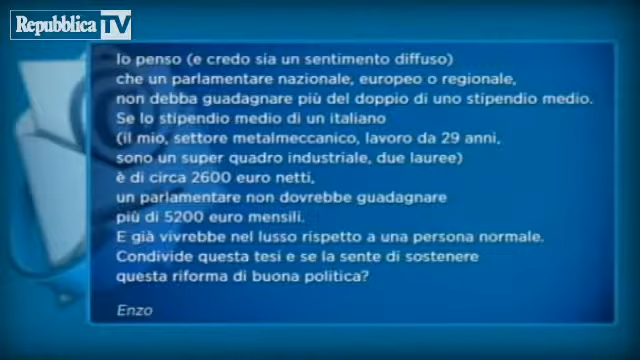 Repubblica TV
Io penso (e credo sia un sentimento diffuso)
che un parlamentare nazionale, europeo o regionale,
non debba guadagnare più del doppio di uno stipendio medio.
Se lo stipendio medio di un italiano
(il mio, settore metalmeccanico, lavoro da 29 anni,
sono un super quadro industriale, due lauree)
è di circa 2600 euro netti,
un parlamentare non dovrebbe guadagnare
più di 5200 euro mensili.
E già vivrebbe nel lusso rispetto a una persona normale.
Condivide questa tesi e se la sente di sostenere
questa riforma di buona politica?
Enzo